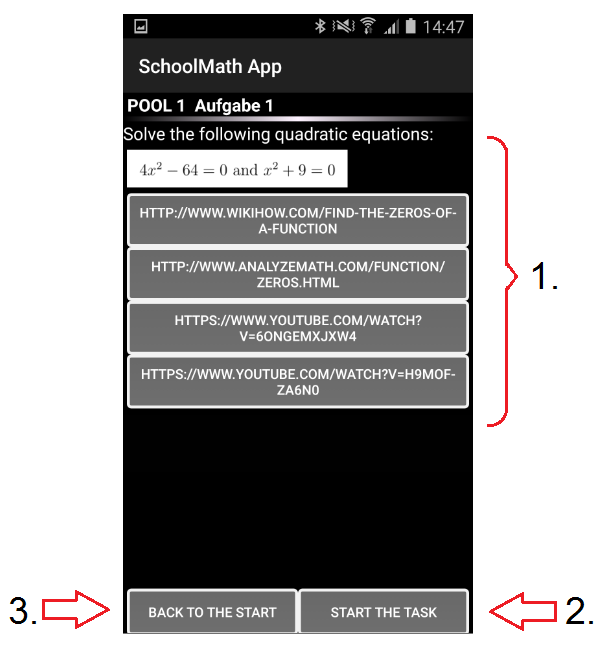 14:47
SchoolMath App
POOL 1 Aufgabe 1
Solve the following quadratic equations:
4x² − 64 = 0 and x² + 9 = 0
HTTP://WWW.WIKIHOW.COM/FIND-THE-ZEROS-OF-
A-FUNCTION
HTTP://WWW.ANALYZEMATH.COM/FUNCTION/
ZEROS.HTML
HTTPS://WWW.YOUTUBE.COM/WATCH?
V=6ONGEMXJXW4
HTTPS://WWW.YOUTUBE.COM/WATCH?V=H9MOF-
ZA6N0
1.
3.
BACK TO THE START
START THE TASK
2.